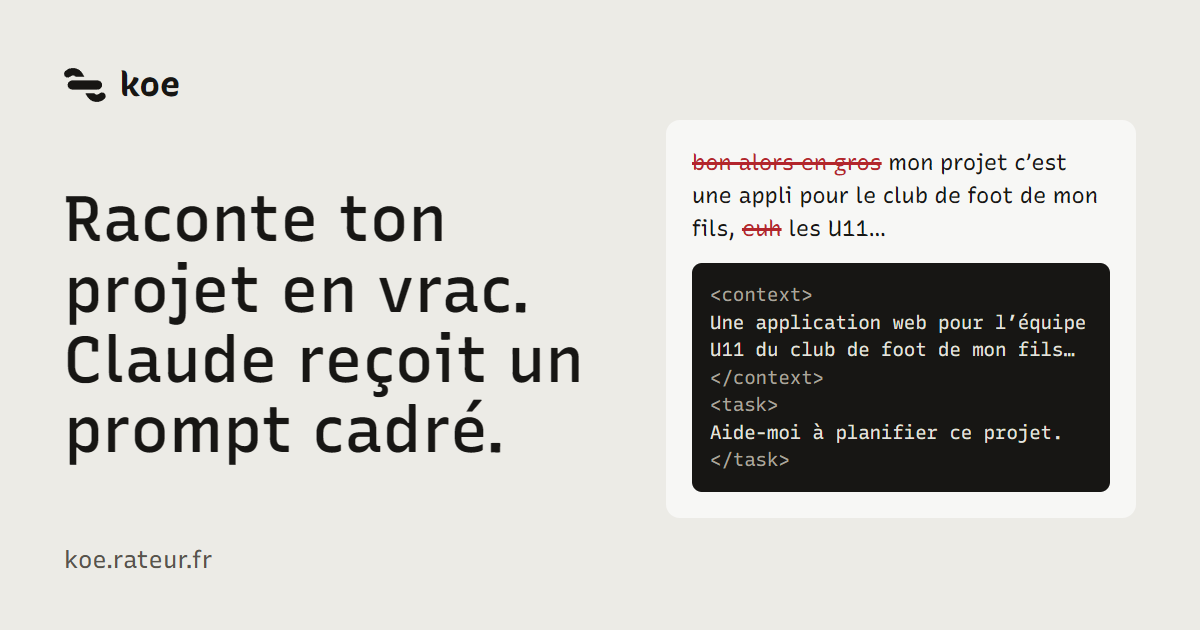 koe
Raconte ton
projet en vrac.
Claude reçoit un
prompt cadré.
koe.rateur.fr
bon alors en gros mon projet c’est
une appli pour le club de foot de mon
fils, euh les U11…
<context>
Une application web pour l’équipe
U11 du club de foot de mon fils…
</context>
<task>
Aide-moi à planifier ce projet.
</task>